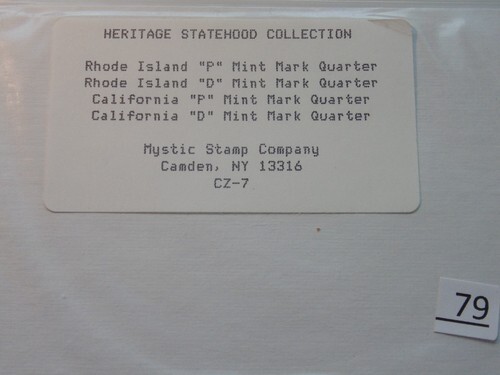 HERITAGE STATEHOOD COLLECTION
Rhode Island "P" Mint Mark Quarter
Rhode Island "D" Mint Mark Quarter
California "P" Mint Mark Quarter
California "D" Mint Mark Quarter
Mystic Stamp Company
Camden, NY 13316
CZ-7
79